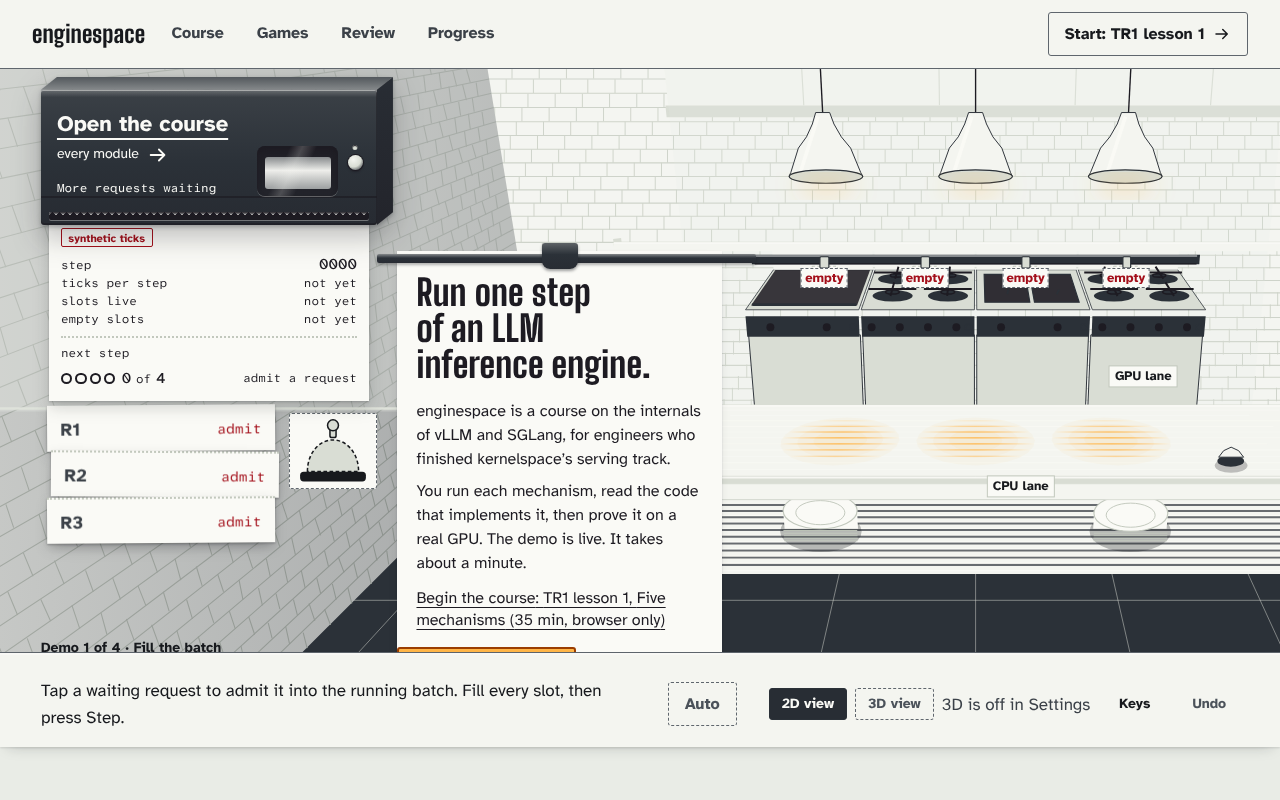 enginespace
Course
Games
Review
Progress
Start: TR1 lesson 1 →
Open the course
every module →
More requests waiting
synthetic ticks
step 0000
ticks per step not yet
slots live not yet
empty slots not yet
next step
0 of 4 admit a request
R1 admit
R2 admit
R3 admit
Demo 1 of 4 · Fill the batch
Run one step
of an LLM
inference engine.
enginespace is a course on the internals
of vLLM and SGLang, for engineers who
finished kernelspace’s serving track.
You run each mechanism, read the code
that implements it, then prove it on a
real GPU. The demo is live. It takes
about a minute.
Begin the course: TR1 lesson 1, Five
mechanisms (35 min, browser only)
empty
empty
empty
empty
GPU lane
CPU lane
Tap a waiting request to admit it into the running batch. Fill every slot, then
press Step.
Auto
2D view
3D view
3D is off in Settings
Keys
Undo